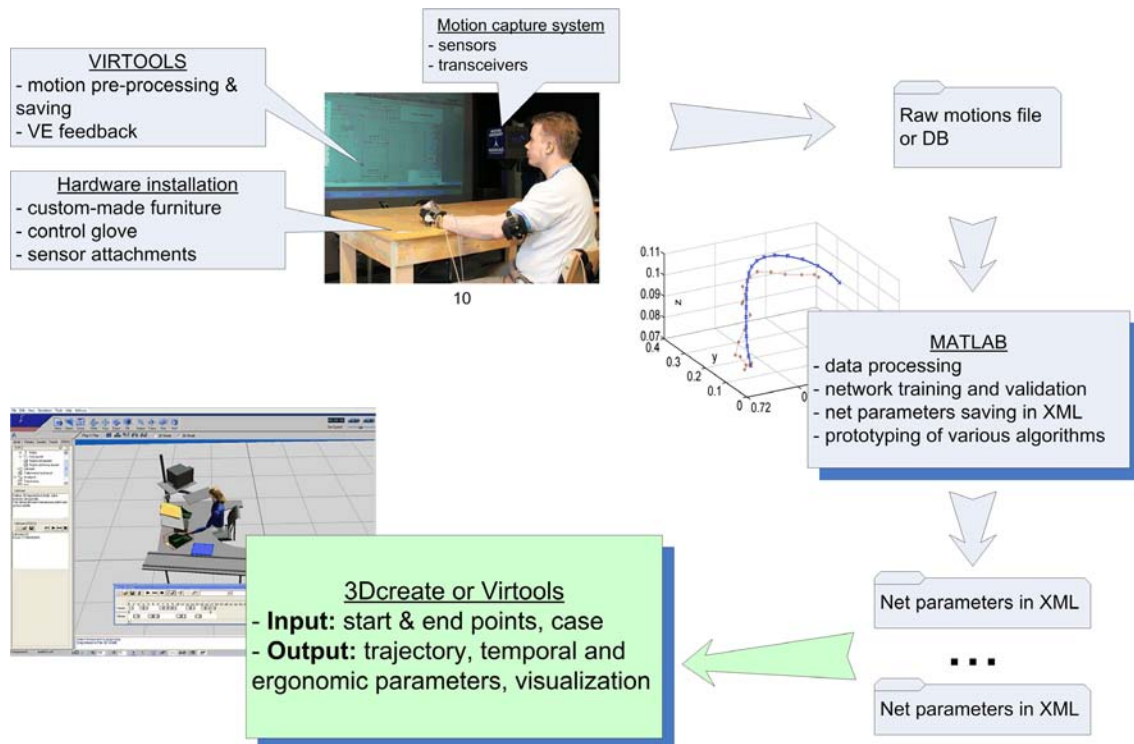 Motion capture system
- sensors
- transceivers
VIRTOOLS
- motion pre-processing &
saving
- VE feedback
Hardware installation
- custom-made furniture
- control glove
- sensor attachments
10
Raw motions file
or DB
0.11
0.1
0.09
0.08
0.07
z
0.4
0.3
0.2
0.1
0
y
0.72
MATLAB
- data processing
- network training and validation
- net parameters saving in XML
- prototyping of various algorithms
Net parameters in XML
...
Net parameters in XML
3Dcreate or Virtools
- Input: start & end points, case
- Output: trajectory, temporal and
ergonomic parameters, visualization